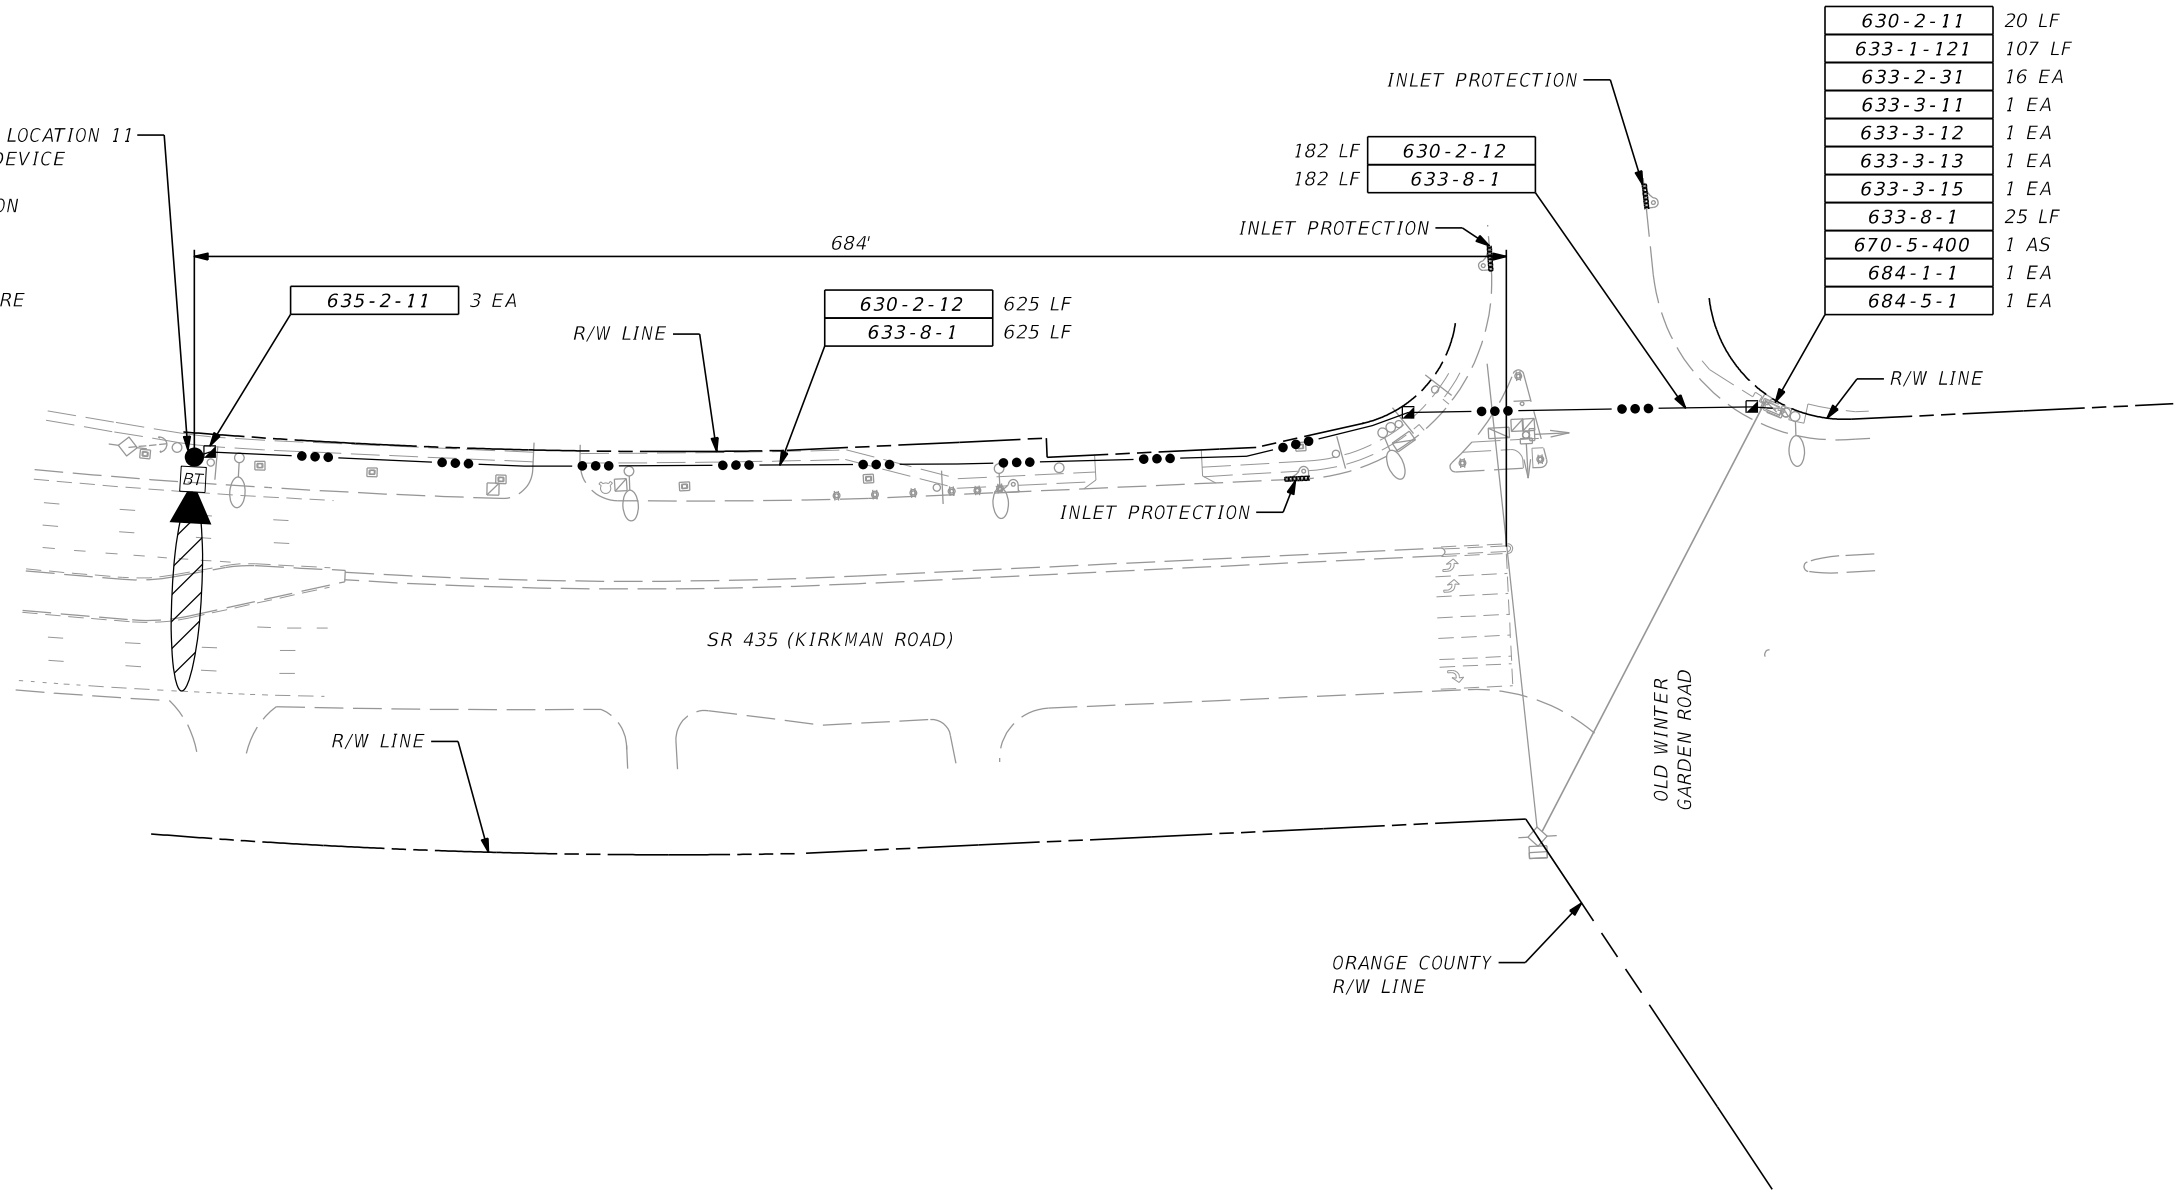 630-2-11 20 LF
633-1-121 107 LF
633-2-31 16 EA
633-3-11 1 EA
633-3-12 1 EA
633-3-13 1 EA
633-3-15 1 EA
633-8-1 25 LF
670-5-400 1 AS
684-1-1 1 EA
684-5-1 1 EA
INLET PROTECTION
LOCATION 11
DEVICE
ON
RE
182 LF 630-2-12
182 LF 633-8-1
INLET PROTECTION
684'
635-2-11 3 EA
630-2-12 625 LF
633-8-1 625 LF
R/W LINE
R/W LINE
BT
INLET PROTECTION
SR 435 (KIRKMAN ROAD)
OLD WINTER
GARDEN ROAD
R/W LINE
ORANGE COUNTY
R/W LINE